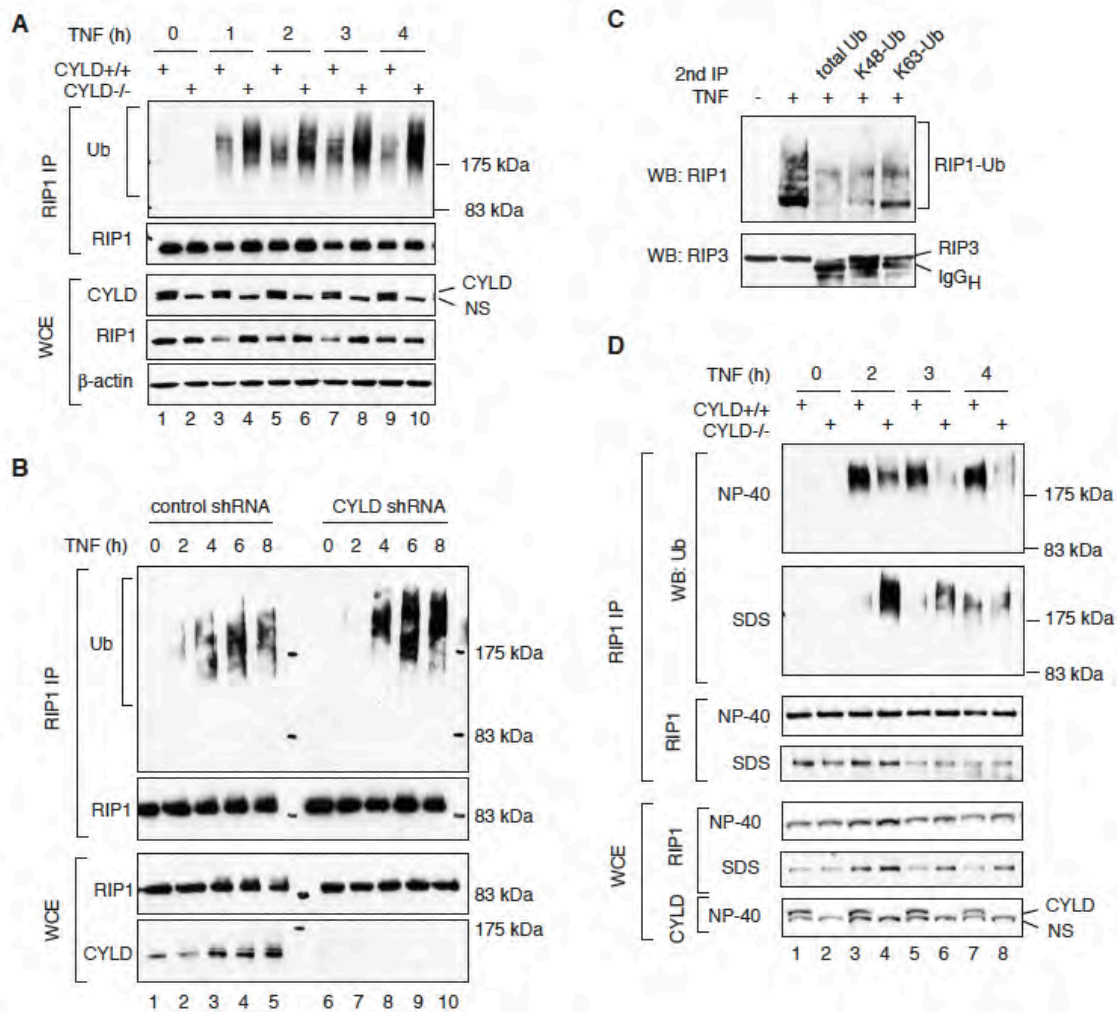 A
TNF (h) 0 1 2 3 4
CYLD+/+ + + + + +
CYLD-/- + + + + +
RIP1 IP
Ub
175 kDa
83 kDa
RIP1
WCE
CYLD
CYLD
NS
RIP1
β-actin
1 2 3 4 5 6 7 8 9 10
B
control shRNA CYLD shRNA
TNF (h) 0 2 4 6 8 0 2 4 6 8
RIP1 IP
Ub
175 kDa
83 kDa
RIP1
83 kDa
WCE
RIP1
83 kDa
175 kDa
CYLD
1 2 3 4 5 6 7 8 9 10
C
total Ub
K48-Ub
K63-Ub
2nd IP
TNF - + + + +
WB: RIP1
RIP1-Ub
WB: RIP3
RIP3
IgGH
D
TNF (h) 0 2 3 4
CYLD+/+ + + + +
CYLD-/- + + + +
RIP1 IP
WB: Ub
NP-40
175 kDa
83 kDa
SDS
175 kDa
83 kDa
RIP1
NP-40
SDS
WCE
RIP1
NP-40
SDS
CYLD
NP-40
CYLD
NS
1 2 3 4 5 6 7 8